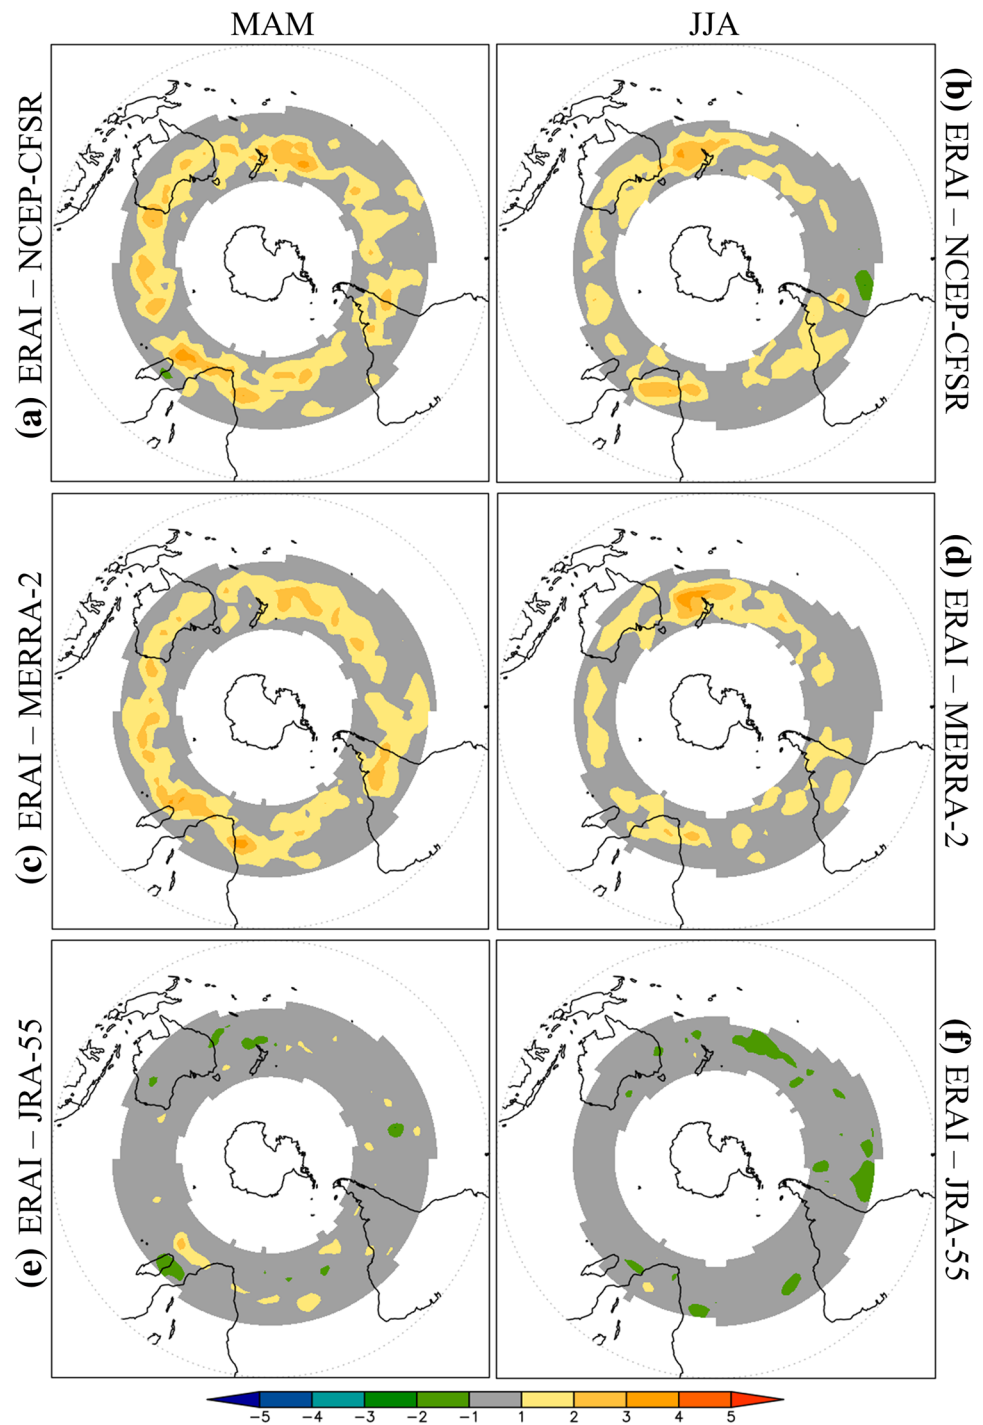 MAM
JJA
(a) ERAI – NCEP-CFSR
(b) ERAI – NCEP-CFSR
(c) ERAI – MERRA-2
(d) ERAI – MERRA-2
(e) ERAI – JRA-55
(f) ERAI – JRA-55
−5 −4 −3 −2 −1 1 2 3 4 5